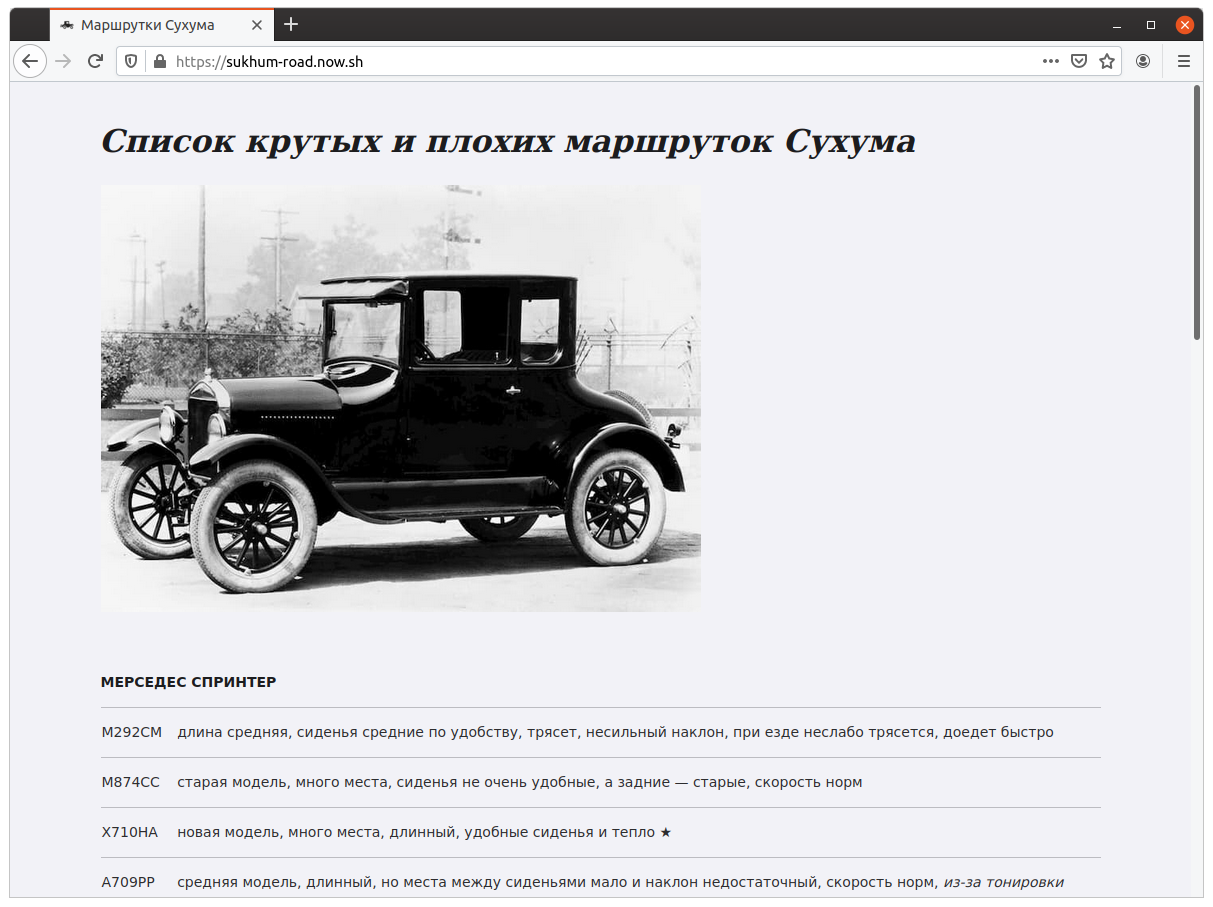 Маршрутки Сухума
https://sukhum-road.now.sh
Список крутых и плохих маршруток Сухума
МЕРСЕДЕС СПРИНТЕР
М292СМ длина средняя, сиденья средние по удобству, трясет, несильный наклон, при езде неслабо трясется, доедет быстро
М874СС старая модель, много места, сиденья не очень удобные, а задние — старые, скорость норм
Х710НА новая модель, много места, длинный, удобные сиденья и тепло ★
А709РР средняя модель, длинный, но места между сиденьями мало и наклон недостаточный, скорость норм, из-за тонировки